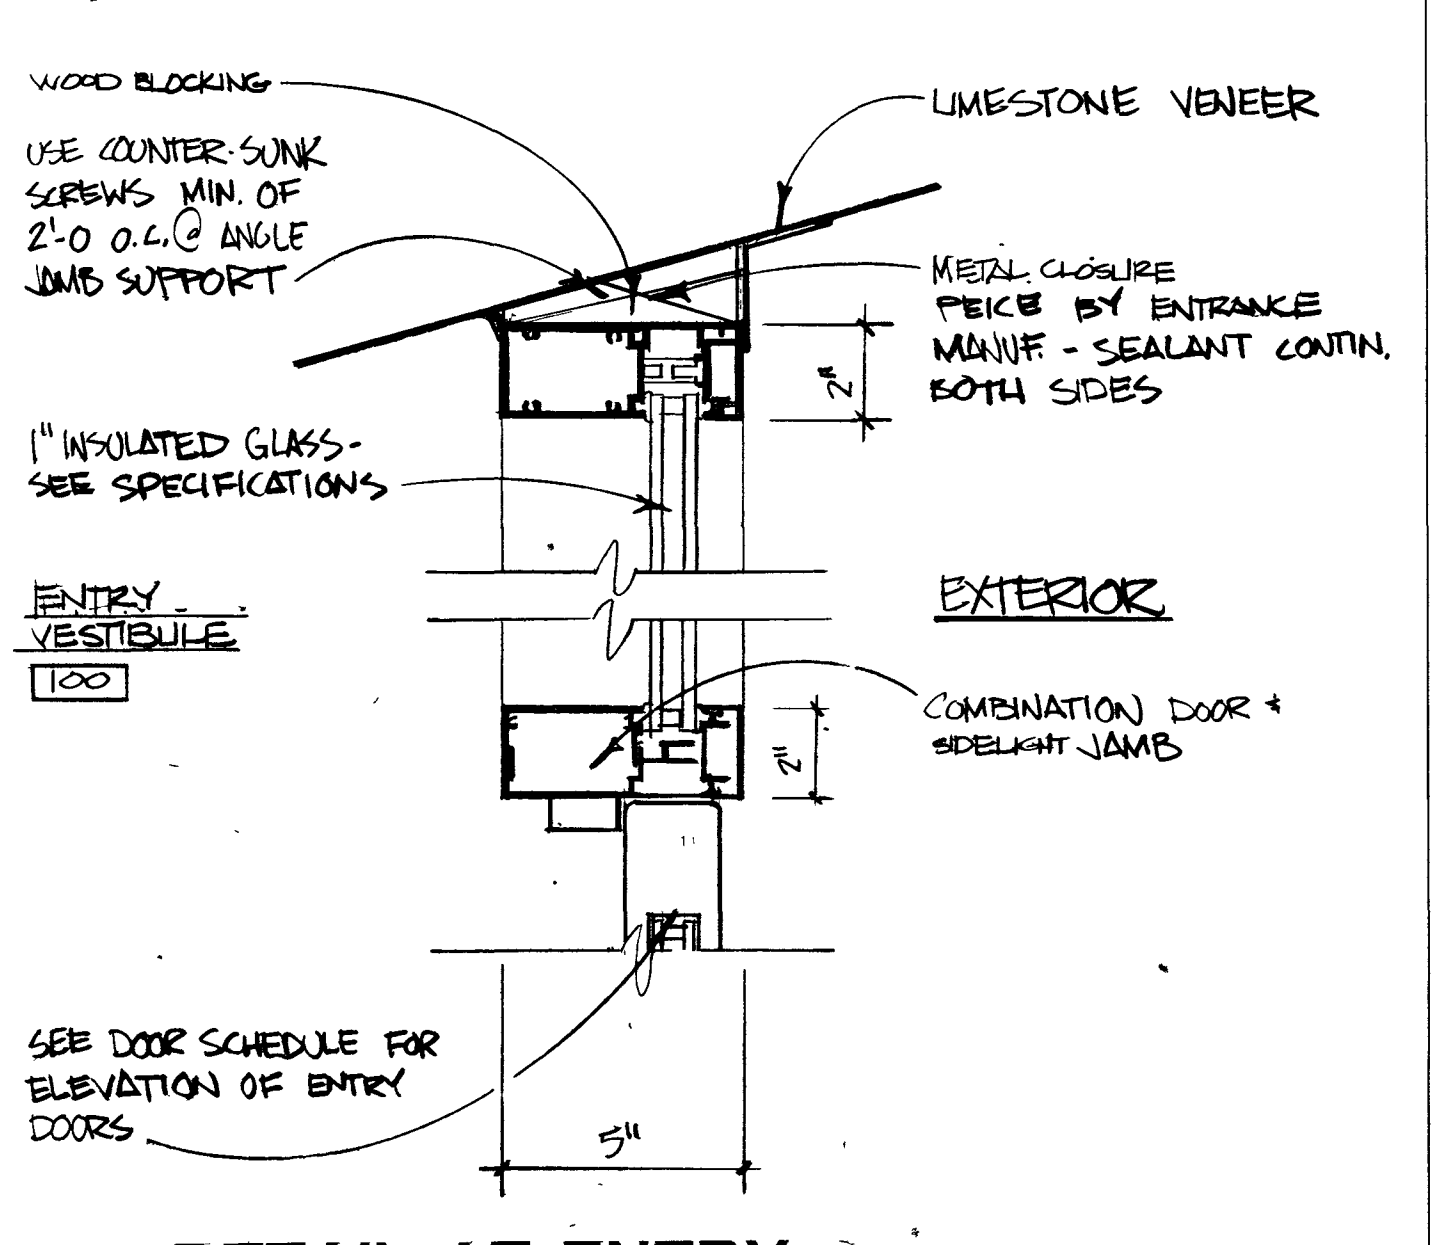 WOOD BLOCKING
USE COUNTER-SUNK
SCREWS MIN. OF
2'-0 O.C. @ ANGLE
JAMB SUPPORT
LIMESTONE VENEER
METAL CLOSURE
PEICE BY ENTRANCE
MANUF. - SEALANT CONTIN.
BOTH SIDES
2"
1" INSULATED GLASS-
SEE SPECIFICATIONS
ENTRY
VESTIBULE
100
EXTERIOR
COMBINATION DOOR &
SIDELIGHT JAMB
2"
SEE DOOR SCHEDULE FOR
ELEVATION OF ENTRY
DOORS
5"